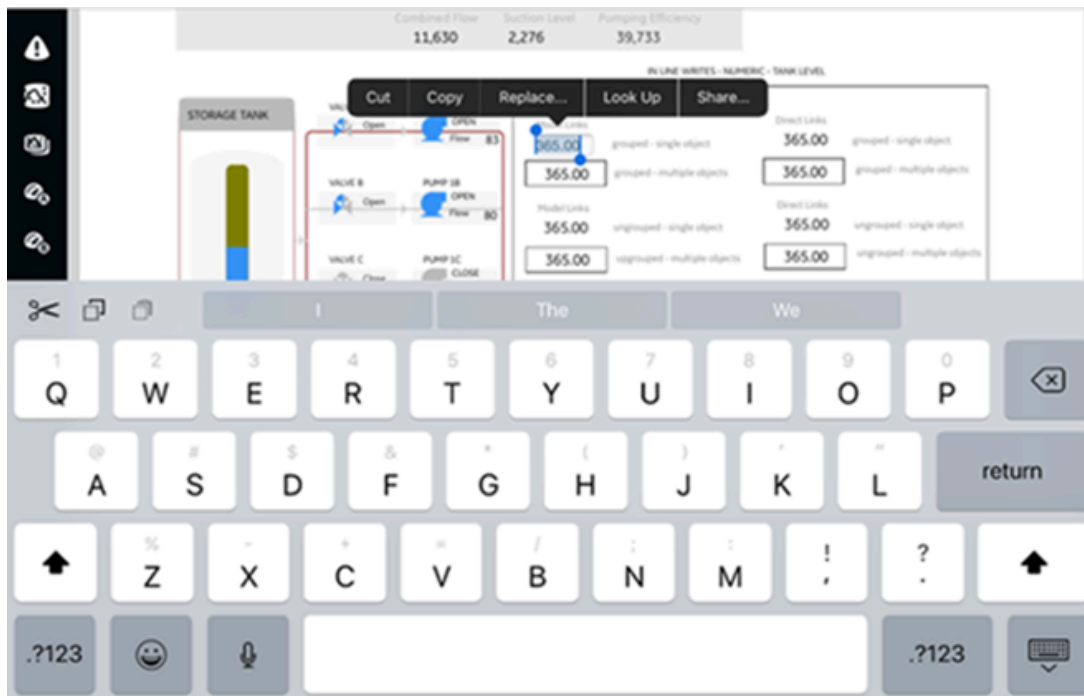 Combined Flow Suction Level Pumping Efficiency
11,630 2,276 39,733
IN LINE WRITES - NUMERIC - TANK LEVEL
Cut Copy Replace... Look Up Share...
STORAGE TANK
Open OPEN
Flow 83
Links
365.00 grouped - single object
365.00 grouped - multiple objects
Direct Links
365.00 grouped - single object
365.00 grouped - multiple objects
VALVE B PUMP 1B
Open OPEN
Flow 80
Model Links
365.00 ungrouped - single object
365.00 upgrouped - multiple objects
Direct Links
365.00 ungrouped - single object
365.00 ungrouped - multiple objects
VALVE C PUMP 1C
Close CLOSE
I The We
1 2 3 4 5 6 7 8 9 0
Q W E R T Y U I O P
@ # $ & * ( ) ' "
A S D F G H J K L return
% - + = / ; : ! ?
Z X C V B N M , .
.?123 .?123